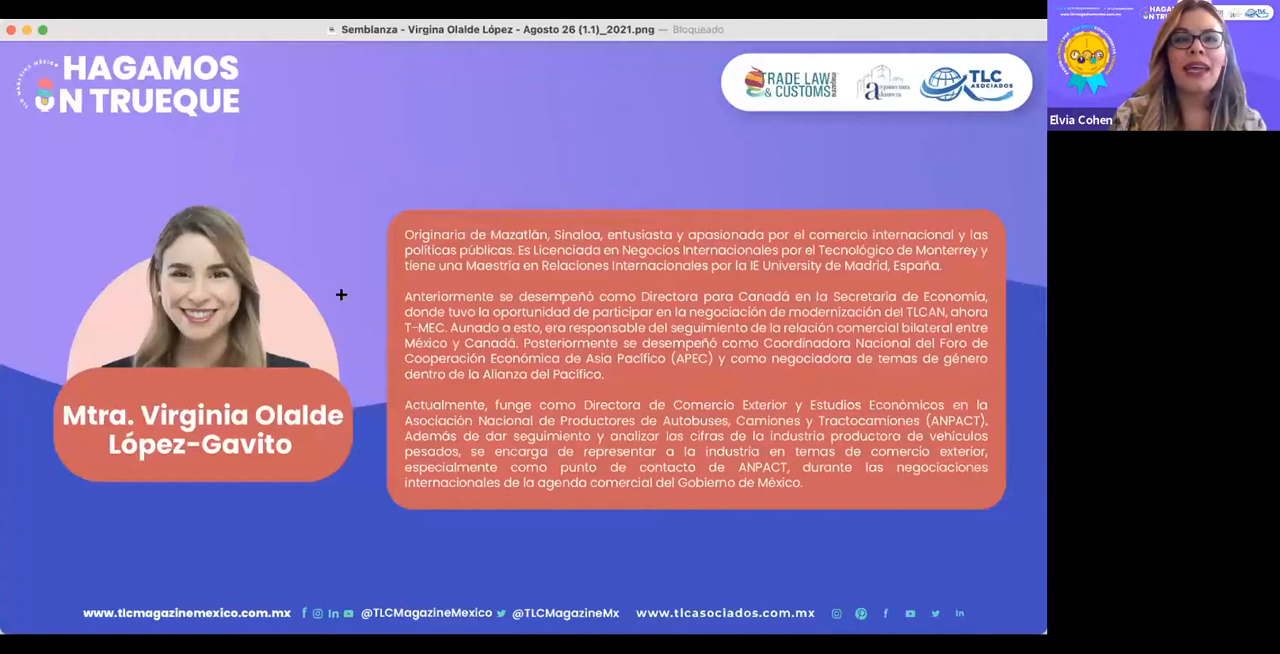 Semblanza - Virgina Olalde López - Agosto 26 (1.1)_2021.png — Bloqueado
HAGAMOS
UN TRUEQUE
TRADE LAW
& CUSTOMS
magazine
TLC
ASOCIADOS
Elvia Cohen
Originaria de Mazatlán, Sinaloa, entusiasta y apasionada por el comercio internacional y las
políticas públicas. Es Licenciada en Negocios Internacionales por el Tecnológico de Monterrey y
tiene una Maestría en Relaciones Internacionales por la IE University de Madrid, España.
Anteriormente se desempeñó como Directora para Canadá en la Secretaría de Economía,
donde tuvo la oportunidad de participar en la negociación de modernización del TLCAN, ahora
T-MEC. Aunado a esto, era responsable del seguimiento de la relación comercial bilateral entre
México y Canadá. Posteriormente se desempeñó como Coordinadora Nacional del Foro de
Cooperación Económica de Asia Pacífico (APEC) y como negociadora de temas de género
dentro de la Alianza del Pacífico.
Actualmente, funge como Directora de Comercio Exterior y Estudios Económicos en la
Asociación Nacional de Productores de Autobuses, Camiones y Tractocamiones (ANPACT).
Además de dar seguimiento y analizar las cifras de la industria productora de vehículos
pesados, se encarga de representar a la industria en temas de comercio exterior,
especialmente como punto de contacto de ANPACT, durante las negociaciones
internacionales de la agenda comercial del Gobierno de México.
Mtra. Virginia Olalde
López-Gavito
www.tlcmagazinemexico.com.mx @TLCMagazineMexico @TLCMagazineMx www.tlcasociados.com.mx